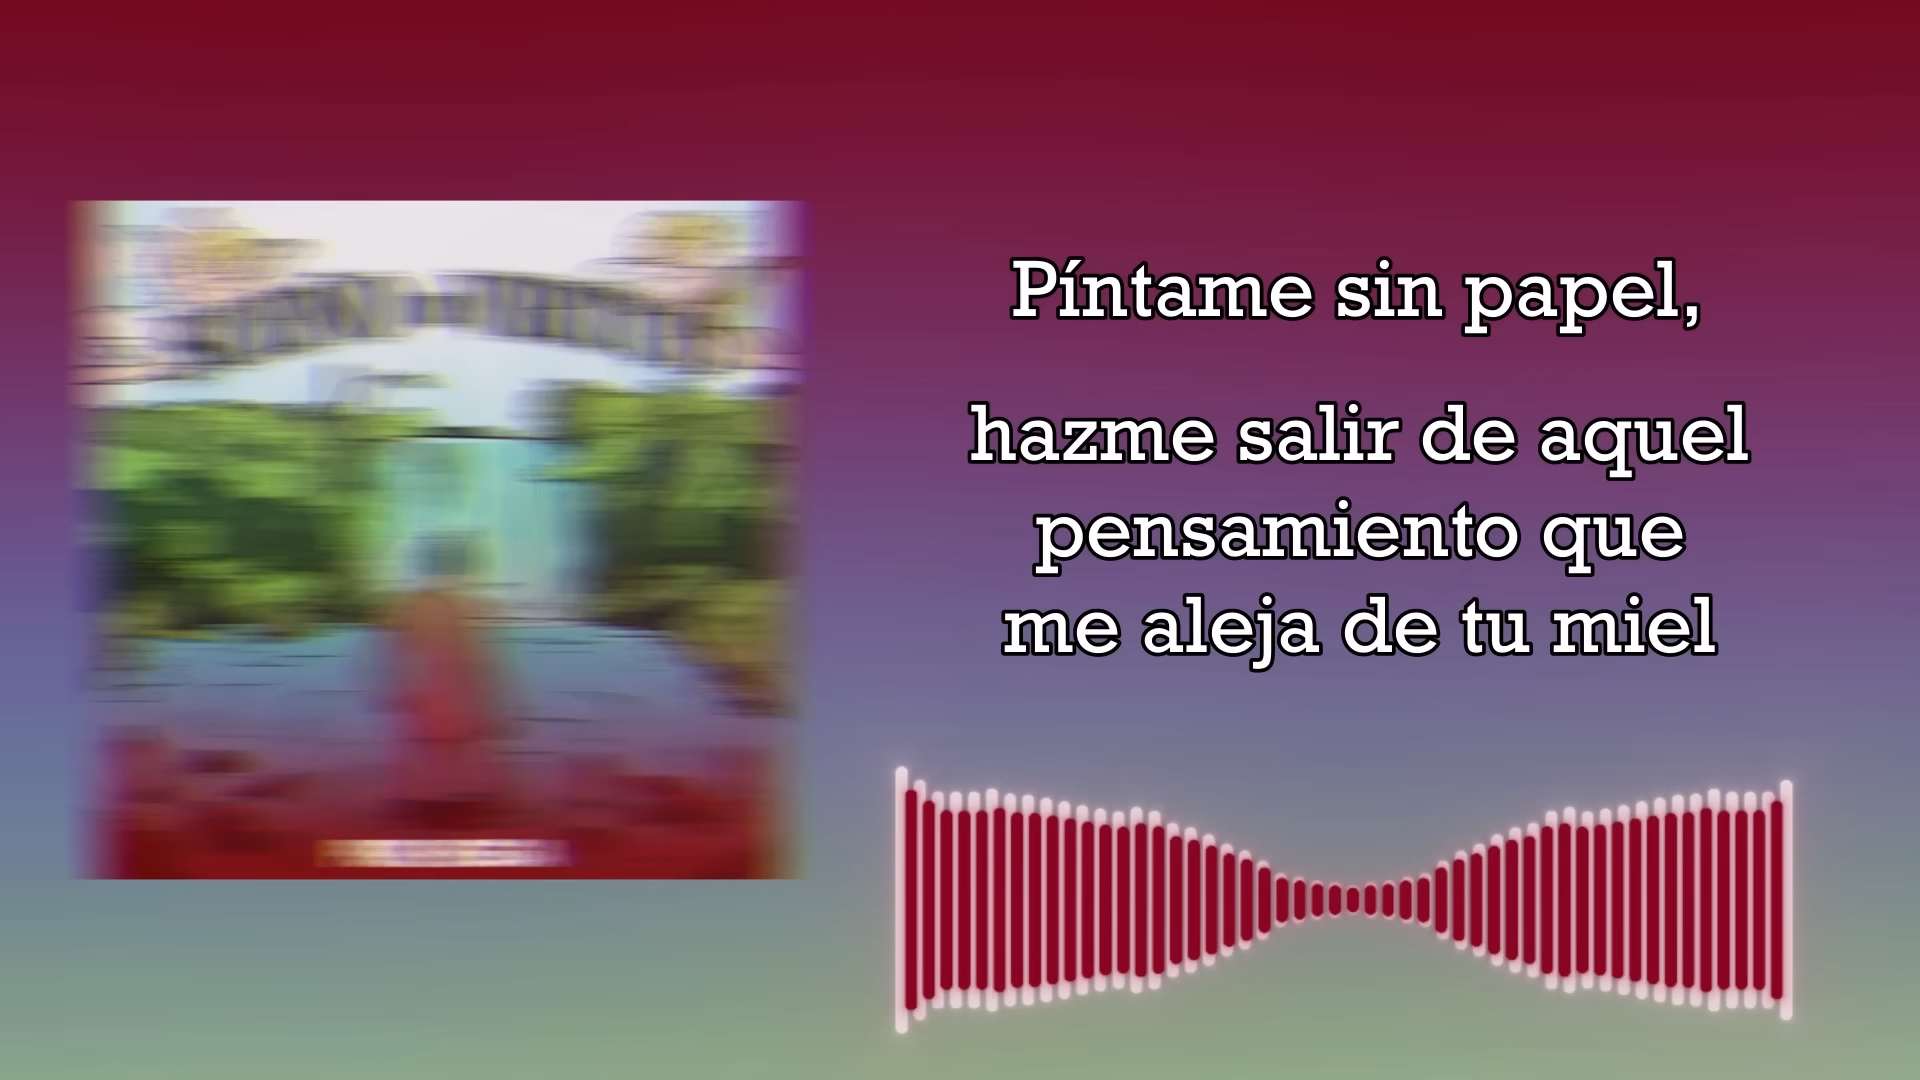 Píntame sin papel,
hazme salir de aquel
pensamiento que
me aleja de tu miel